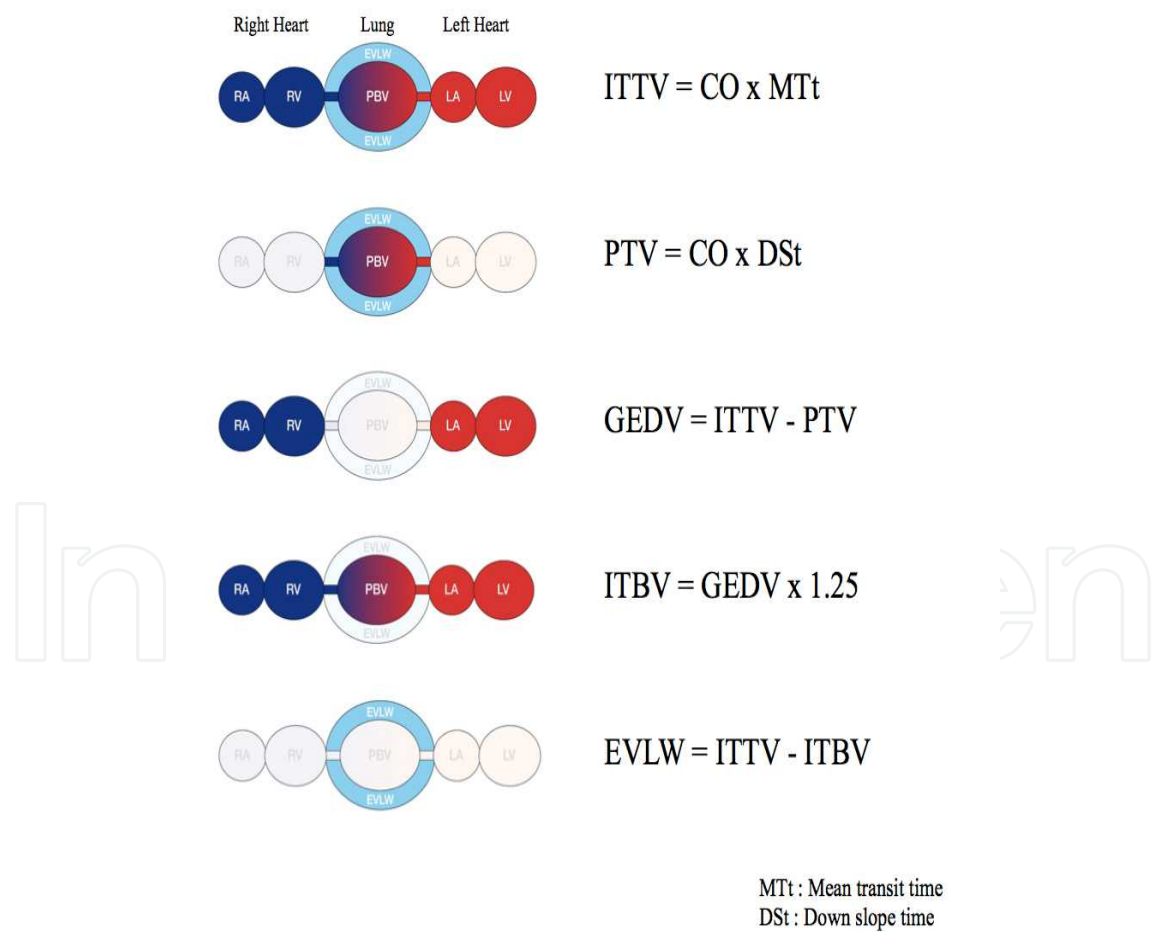 Right Heart Lung Left Heart
EVLW
RA RV PBV LA LV
EVLW
ITTV = CO x MTt
EVLW
RA RV PBV LA LV
EVLW
PTV = CO x DSt
EVLW
RA RV PBV LA LV
EVLW
GEDV = ITTV - PTV
EVLW
RA RV PBV LA LV
EVLW
ITBV = GEDV x 1.25
EVLW
RA RV PBV LA LV
EVLW
EVLW = ITTV - ITBV
In
en
MTt : Mean transit time
DSt : Down slope time